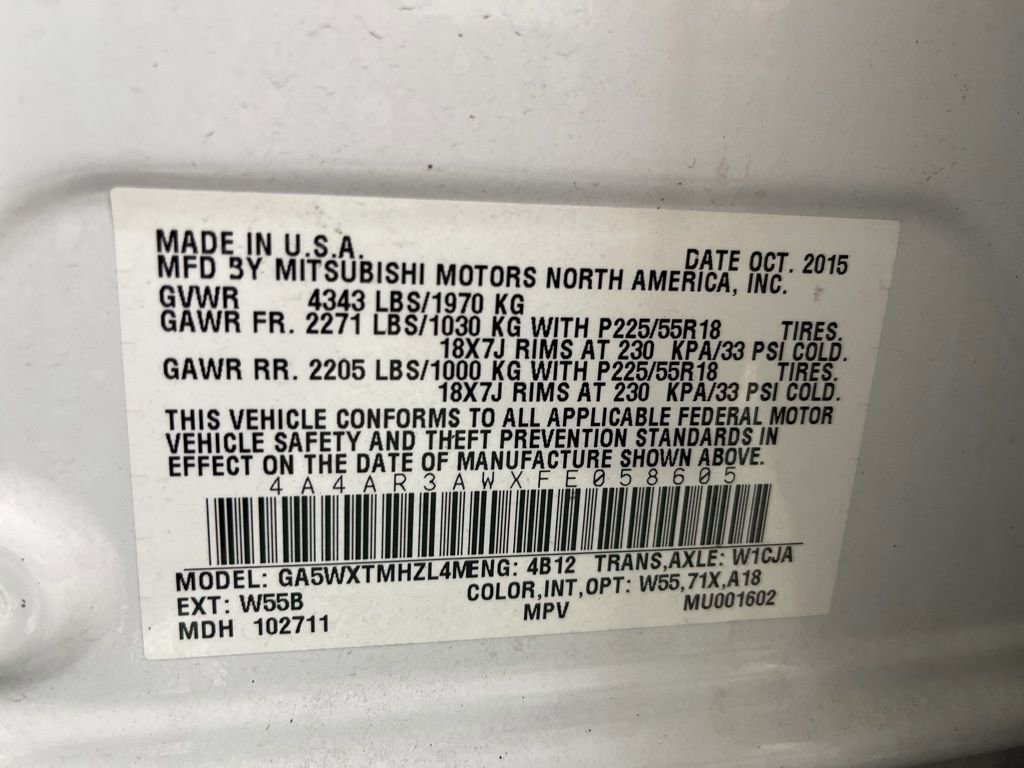 MADE IN U.S.A. DATE OCT. 2015
MFD BY MITSUBISHI MOTORS NORTH AMERICA, INC.
GVWR 4343 LBS/1970 KG
GAWR FR. 2271 LBS/1030 KG WITH P225/55R18 TIRES.
18X7J RIMS AT 230 KPA/33 PSI COLD.
GAWR RR. 2205 LBS/1000 KG WITH P225/55R18 TIRES.
18X7J RIMS AT 230 KPA/33 PSI COLD.
THIS VEHICLE CONFORMS TO ALL APPLICABLE FEDERAL MOTOR
VEHICLE SAFETY AND THEFT PREVENTION STANDARDS IN
EFFECT ON THE DATE OF MANUFACTURE SHOWN ABOVE.
4A4AR3AWXFE058605
MODEL: GA5WXTMHZL4MENG: 4B12 TRANS,AXLE: W1CJA
EXT: W55B COLOR,INT,OPT: W55,71X,A18
MDH 102711 MPV MU001602